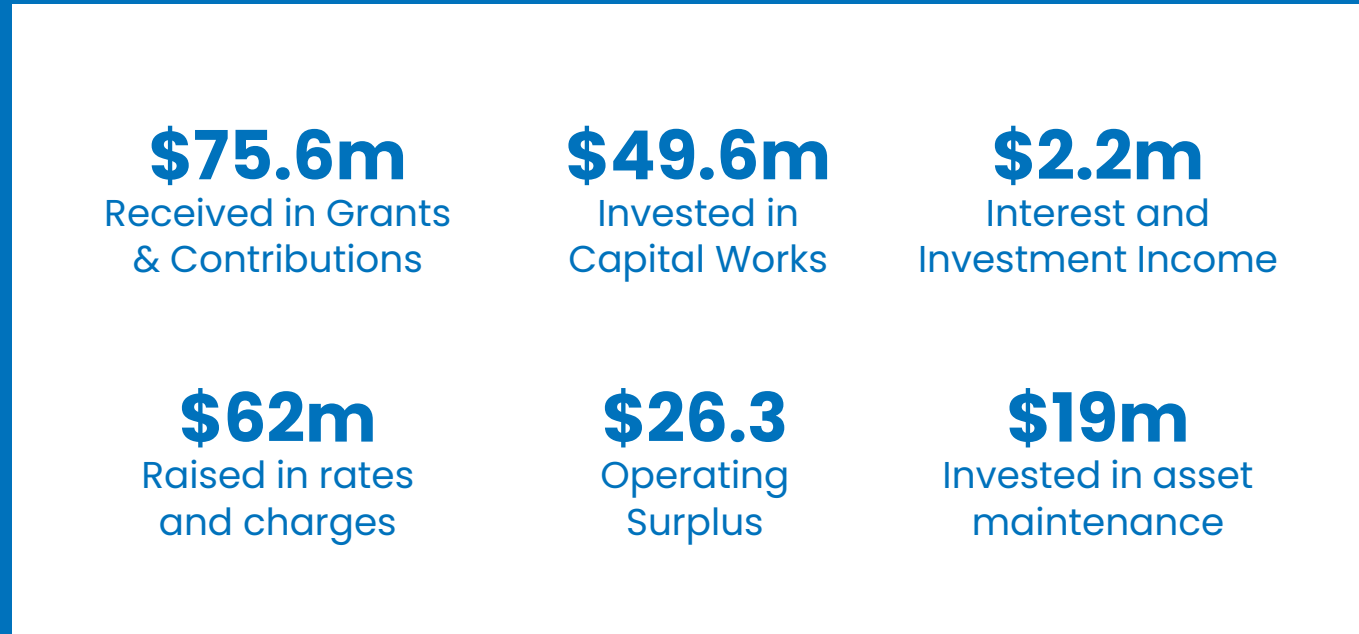 $75.6m
Received in Grants
& Contributions
$49.6m
Invested in
Capital Works
$2.2m
Interest and
Investment Income
$62m
Raised in rates
and charges
$26.3
Operating
Surplus
$19m
Invested in asset
maintenance